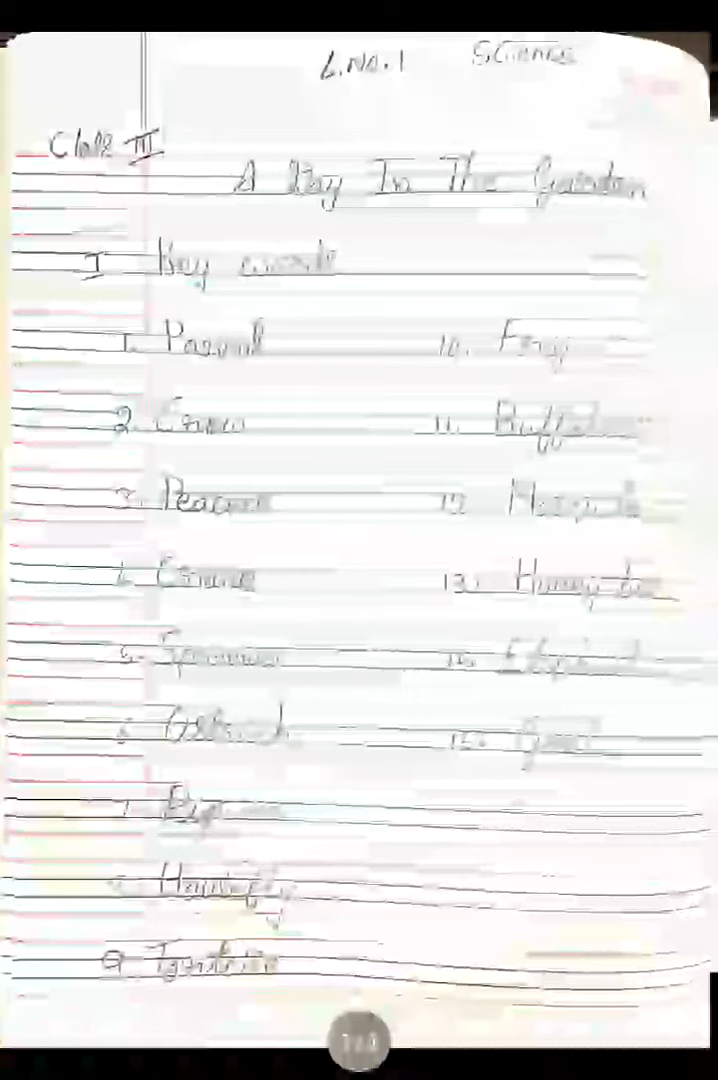 L.No.1 Science
Class III
A Day In The Garden
I Key words
1. Parrot 10. Frog
2. Crow 11. Buffaloes
3. Peacock 12. Mosquito
4. Crane 13. Honey bee
5. Sparrow 14. Elephant
6. Ostrich 15. Goat
7. Pigeon
8. Housefly
9.